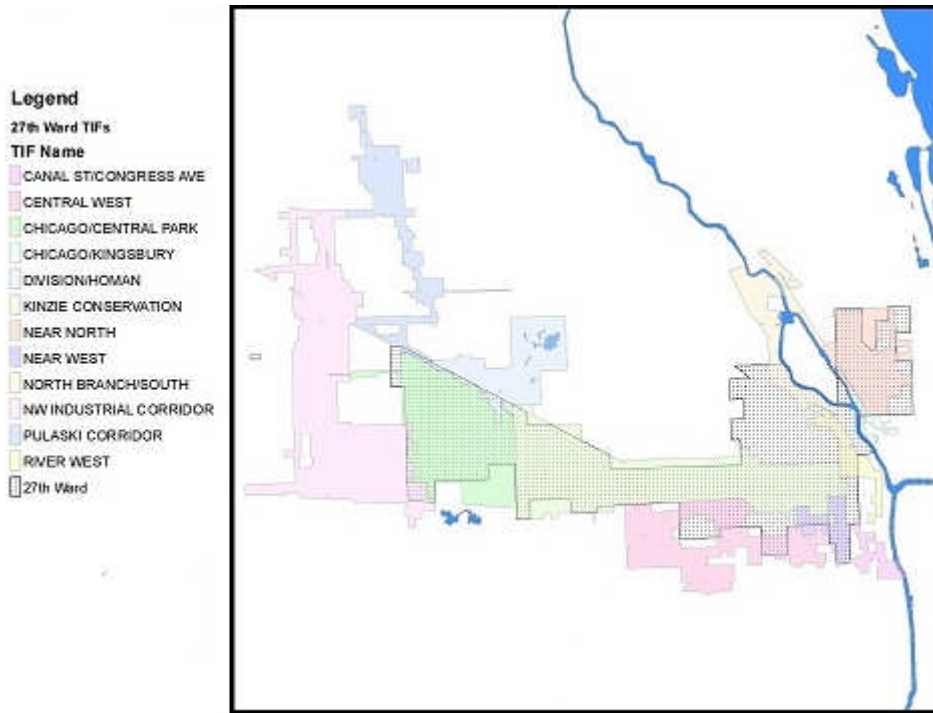 Legend
27th Ward TIFs
TIF Name
CANAL ST/CONGRESS AVE
CENTRAL WEST
CHICAGO/CENTRAL PARK
CHICAGO/KINGSBURY
DIVISION/HOMAN
KINZIE CONSERVATION
NEAR NORTH
NEAR WEST
NORTH BRANCH/SOUTH
NW INDUSTRIAL CORRIDOR
PULASKI CORRIDOR
RIVER WEST
27th Ward